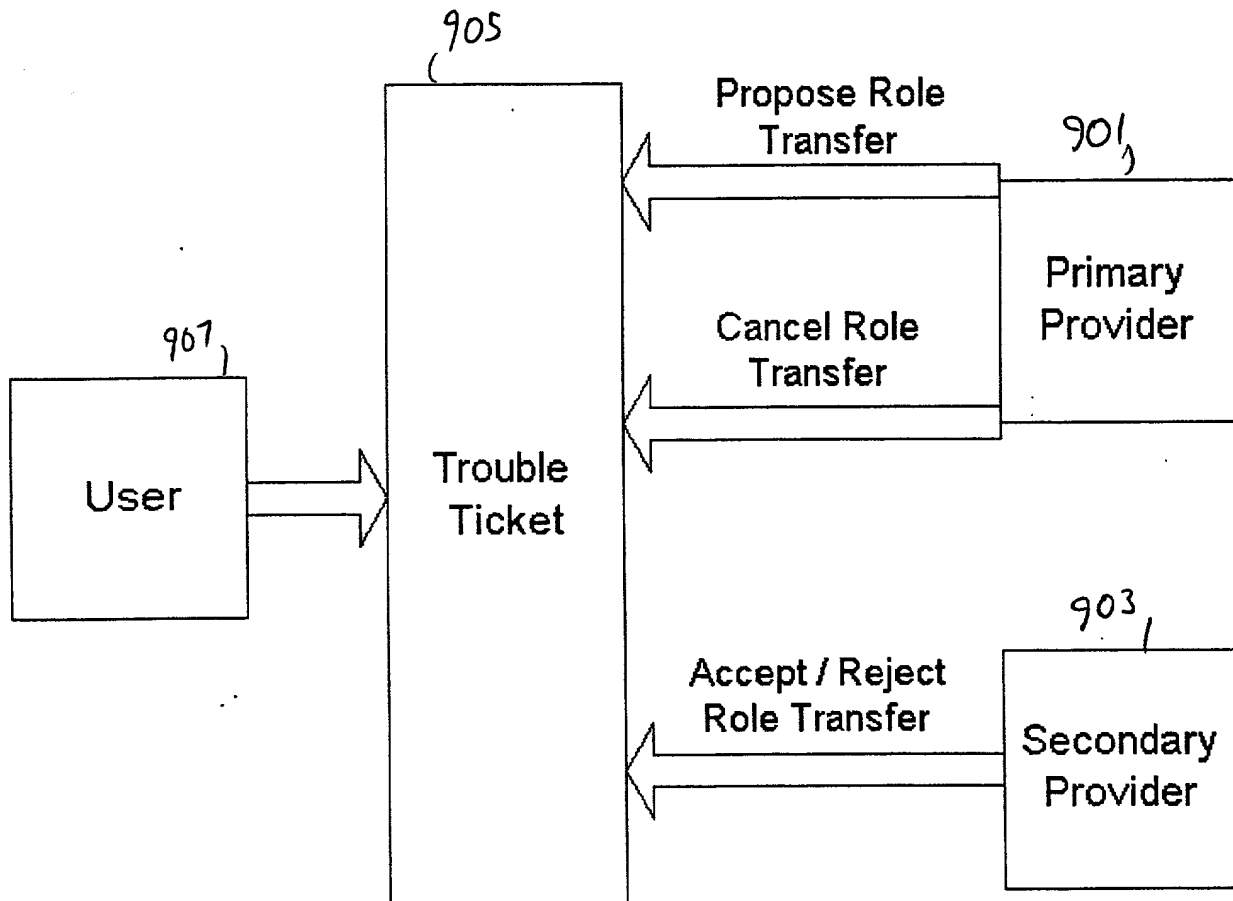 905
Propose Role
Transfer
901
Primary
Provider
Cancel Role
Transfer
907
User
Trouble
Ticket
903
Accept / Reject
Role Transfer
Secondary
Provider